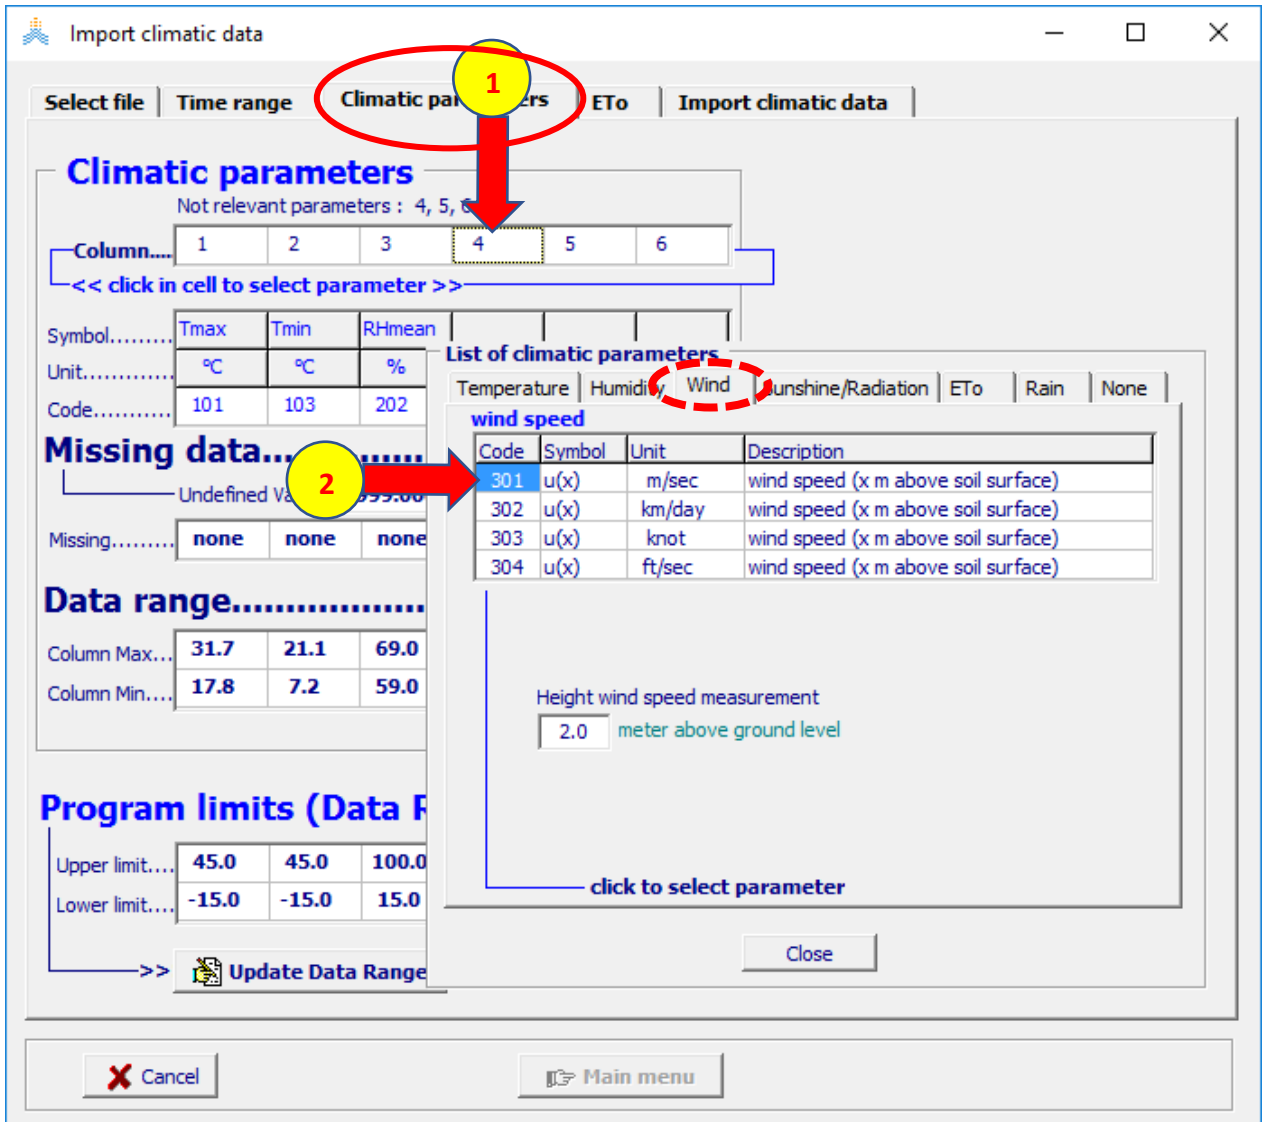 Import climatic data
1
Select file
Time range
Climatic par    ers
ETo
Import climatic data
Climatic parameters
Not relevant parameters : 4, 5, 6
Column.... 1 2 3 4 5 6
<< click in cell to select parameter >>
Symbol......... Tmax Tmin RHmean
Unit............. ºC ºC %
Code........... 101 103 202
List of climatic parameters
Temperature Humidity Wind Sunshine/Radiation ETo Rain None
wind speed
Code Symbol Unit Description
301 u(x) m/sec wind speed (x m above soil surface)
302 u(x) km/day wind speed (x m above soil surface)
303 u(x) knot wind speed (x m above soil surface)
304 u(x) ft/sec wind speed (x m above soil surface)
2
Missing data
Undefined Va
Missing......... none none none
Data range
Column Max... 31.7 21.1 69.0
Column Min.... 17.8 7.2 59.0
Height wind speed measurement
2.0 meter above ground level
Program limits (Data R
Upper limit.... 45.0 45.0 100.0
Lower limit.... -15.0 -15.0 15.0
click to select parameter
>> Update Data Range
Close
Cancel
Main menu